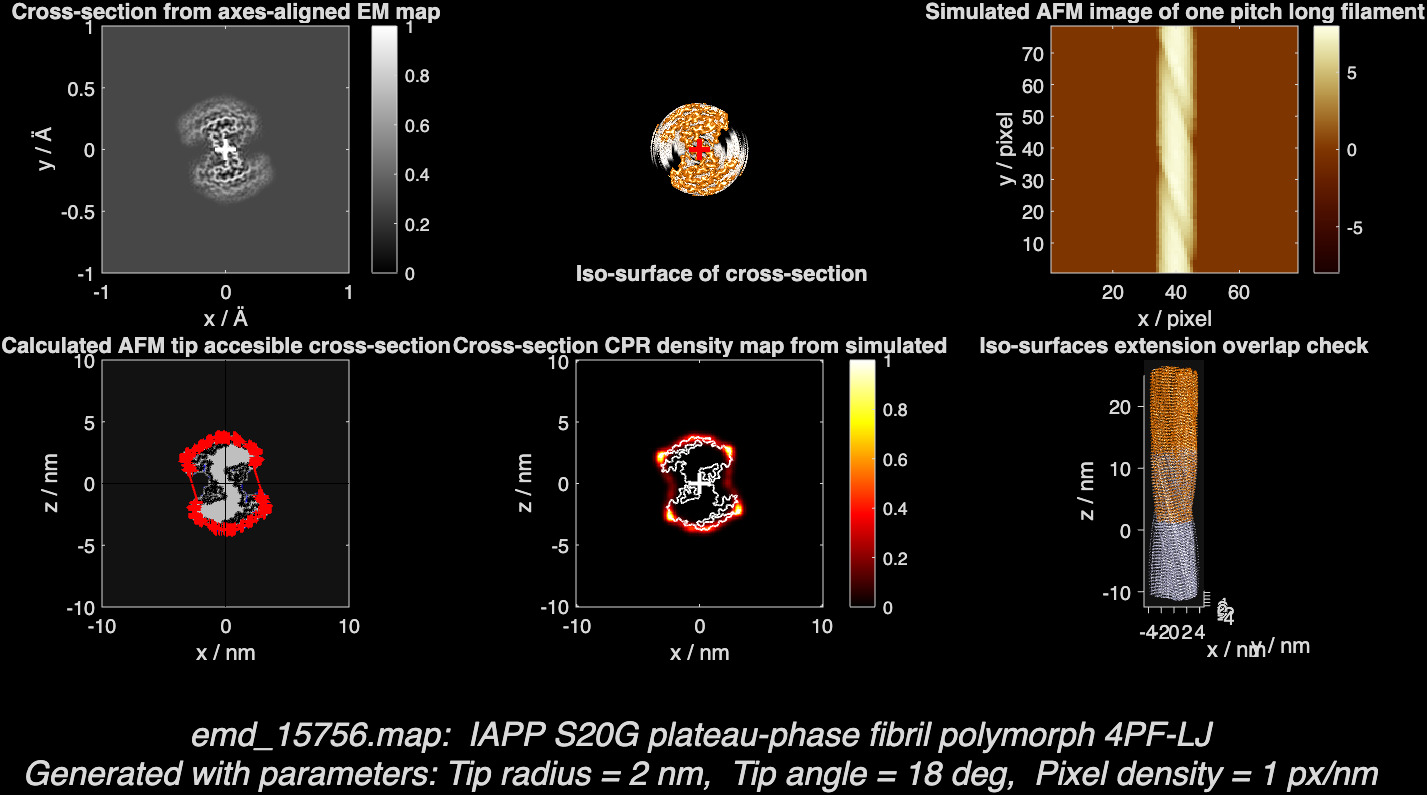 Cross-section from axes-aligned EM map
1
0.5
0
-0.5
-1
y / Ä
-1 0 1
x / Ä
1
0.8
0.6
0.4
0.2
0
Iso-surface of cross-section
Simulated AFM image of one pitch long filament
70
60
50
40
30
20
10
y / pixel
20 40 60
x / pixel
5
0
-5
Calculated AFM tip accesible cross-section
10
5
0
-5
-10
z / nm
-10 0 10
x / nm
Cross-section CPR density map from simulated
10
5
0
-5
-10
z / nm
-10 0 10
x / nm
1
0.8
0.6
0.4
0.2
0
Iso-surfaces extension overlap check
20
10
0
-10
z / nm
-4 -2 0 2 4
x / nm
y / nm
emd_15756.map: IAPP S20G plateau-phase fibril polymorph 4PF-LJ
Generated with parameters: Tip radius = 2 nm, Tip angle = 18 deg, Pixel density = 1 px/nm